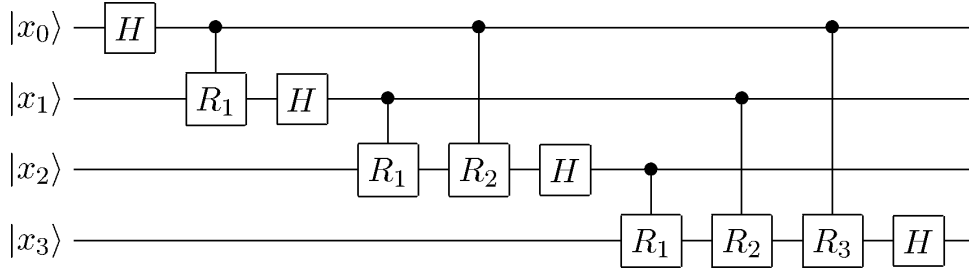 |x₀⟩ H
|x₁⟩ R₁ H
|x₂⟩ R₁ R₂ H
|x₃⟩ R₁ R₂ R₃ H